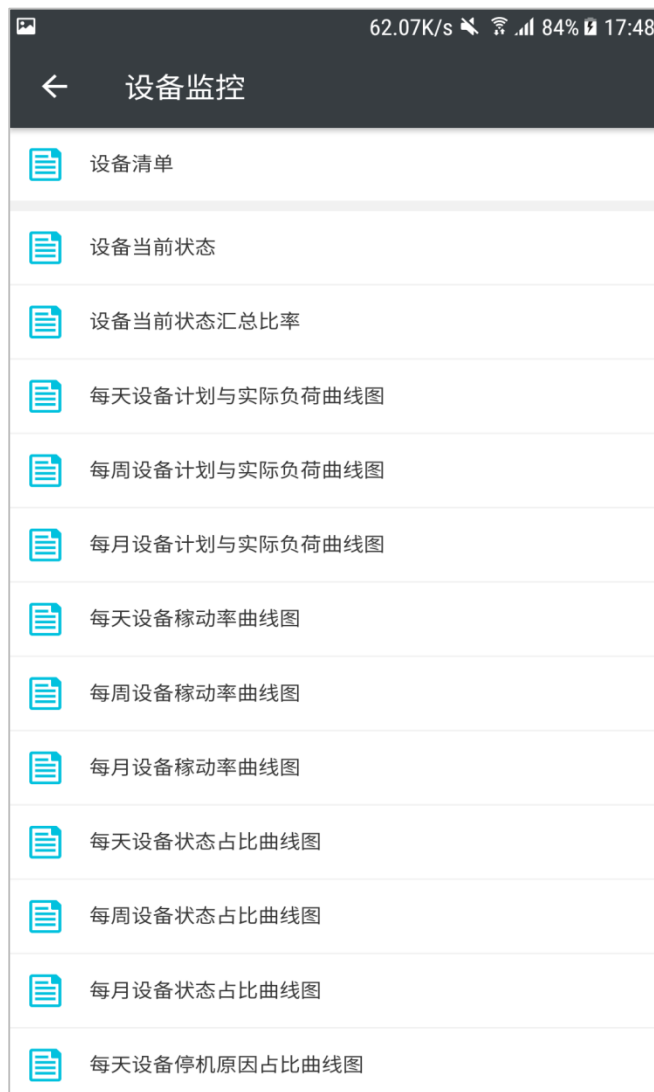 62.07K/s 84% 17:48
设备监控
设备清单
设备当前状态
设备当前状态汇总比率
每天设备计划与实际负荷曲线图
每周设备计划与实际负荷曲线图
每月设备计划与实际负荷曲线图
每天设备稼动率曲线图
每周设备稼动率曲线图
每月设备稼动率曲线图
每天设备状态占比曲线图
每周设备状态占比曲线图
每月设备状态占比曲线图
每天设备停机原因占比曲线图